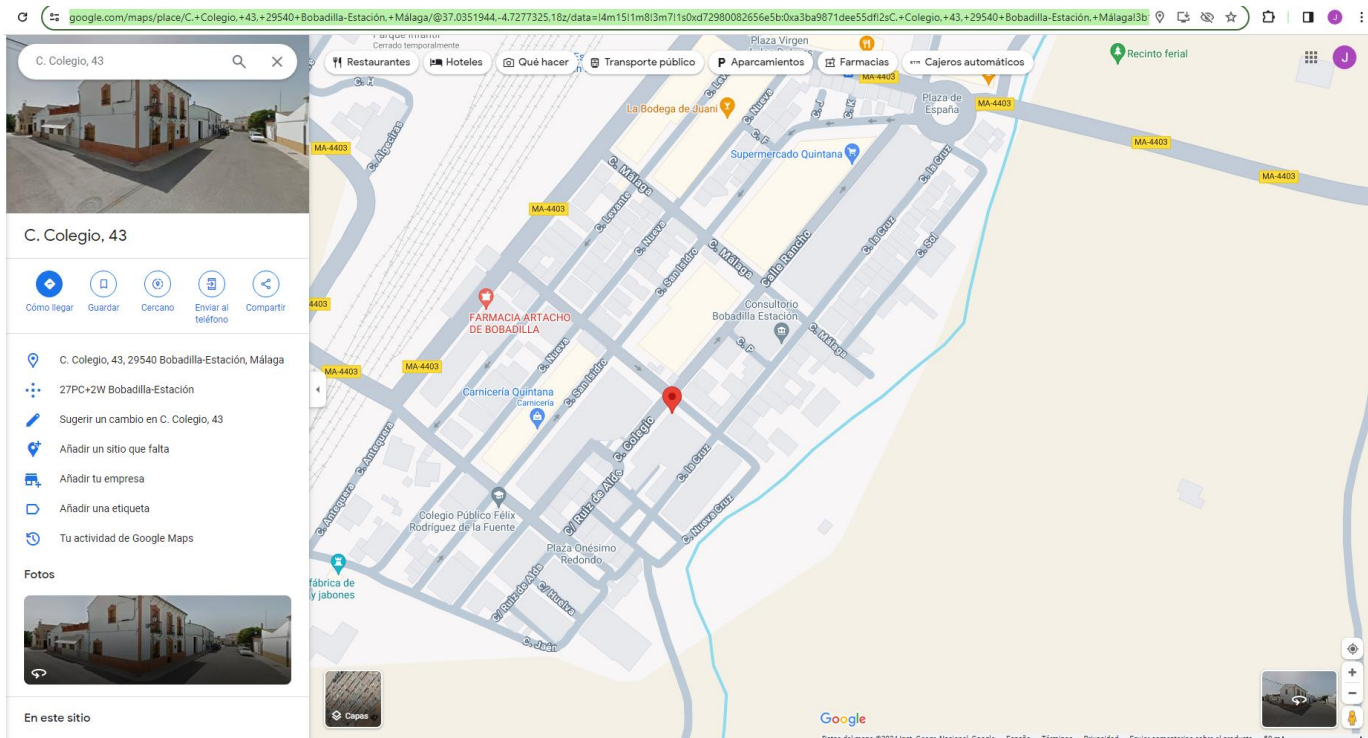 google.com/maps/place/C.+Colegio,+43,+29540+Bobadilla-Estación,+Málaga/@37.0351944,-4.7277325,18z/data=!4m15!1m8!3m7!1s0xd72980082656e5b:0xa3ba9871dee55df!2sC.+Colegio,+43,+29540+Bobadilla-Estación,+Málaga!3b
C. Colegio, 43
Restaurantes
Hoteles
Qué hacer
Transporte público
Aparcamientos
Farmacias
Cajeros automáticos
J
Parque infantil
Cerrado temporalmente
Plaza Virgen
Recinto ferial
MA-4403
C. H
C. Algeciras
MA-4403
La Bodega de Juani
C. Lev
C. Nueva
C. J
C. K
C. F
Plaza de
España
MA-4403
MA-4403
MA-4403
Supermercado Quintana
C. Málaga
C. la Cruz
MA-4403
C. Levante
C. Nueva
C. San Isidro
C. Málaga
Calle Rancho
C. la Cruz
C. Sol
4403
FARMACIA ARTACHO
DE BOBADILLA
Consultorio
Bobadilla Estación
C. Málaga
C. P
MA-4403
MA-4403
C. Nueva
C. San Isidro
Carnicería Quintana
Carnicería
C. Colegio
C. la Cruz
C. Antequera
C. Antequera
C/ Ruiz de Alda
Colegio Público Félix
Rodríguez de la Fuente
C. Nueva Cruz
Plaza Onésimo
Redondo
fábrica de
y jabones
C/ Ruiz de Alda
C/ Huelva
C. Jaén
C. Colegio, 43
Cómo llegar
Guardar
Cercano
Enviar al
teléfono
Compartir
C. Colegio, 43, 29540 Bobadilla-Estación, Málaga
27PC+2W Bobadilla-Estación
Sugerir un cambio en C. Colegio, 43
Añadir un sitio que falta
Añadir tu empresa
Añadir una etiqueta
Tu actividad de Google Maps
Fotos
En este sitio
Capas
Google